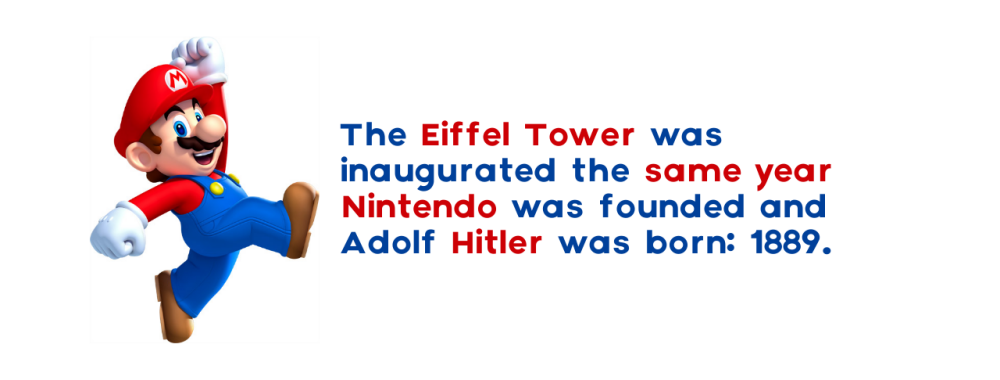 M
The Eiffel Tower was
inaugurated the same year
Nintendo was founded and
Adolf Hitler was born: 1889.